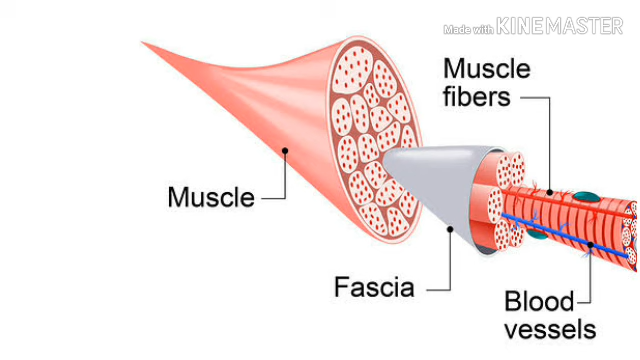 Made with KINEMASTER
Muscle
fibers
Muscle
Fascia
Blood
vessels